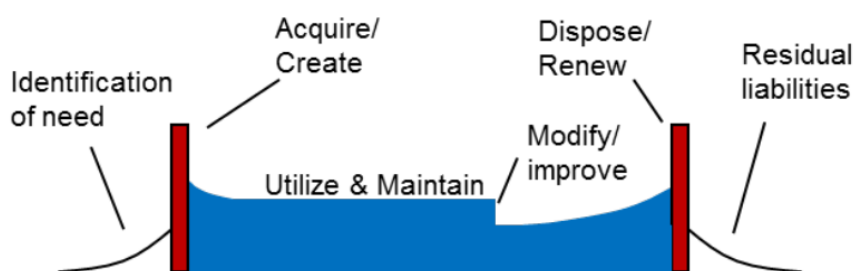 Identification
of need
Acquire/
Create
Utilize & Maintain
Modify/
improve
Dispose/
Renew
Residual
liabilities